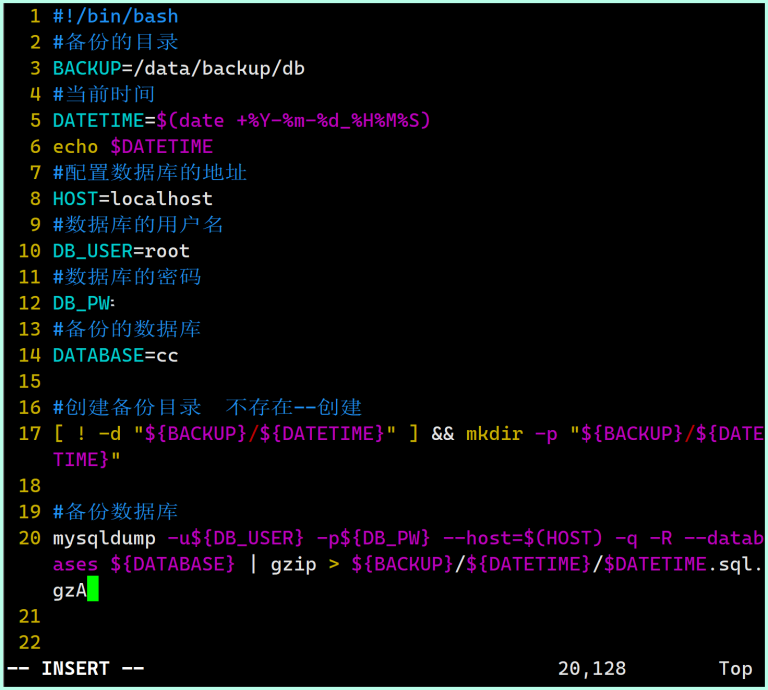 1 #!/bin/bash
2 #备份的目录
3 BACKUP=/data/backup/db
4 #当前时间
5 DATETIME=$(date +%Y-%m-%d_%H%M%S)
6 echo $DATETIME
7 #配置数据库的地址
8 HOST=localhost
9 #数据库的用户名
10 DB_USER=root
11 #数据库的密码
12 DB_PW=
13 #备份的数据库
14 DATABASE=cc
15
16 #创建备份目录  不存在--创建
17 [ ! -d "${BACKUP}/${DATETIME}" ] && mkdir -p "${BACKUP}/${DATE
TIME}"
18
19 #备份数据库
20 mysqldump -u${DB_USER} -p${DB_PW} --host=$(HOST) -q -R --datab
ases ${DATABASE} | gzip > ${BACKUP}/${DATETIME}/$DATETIME.sql.
gzA
21
22
-- INSERT -- 20,128 Top